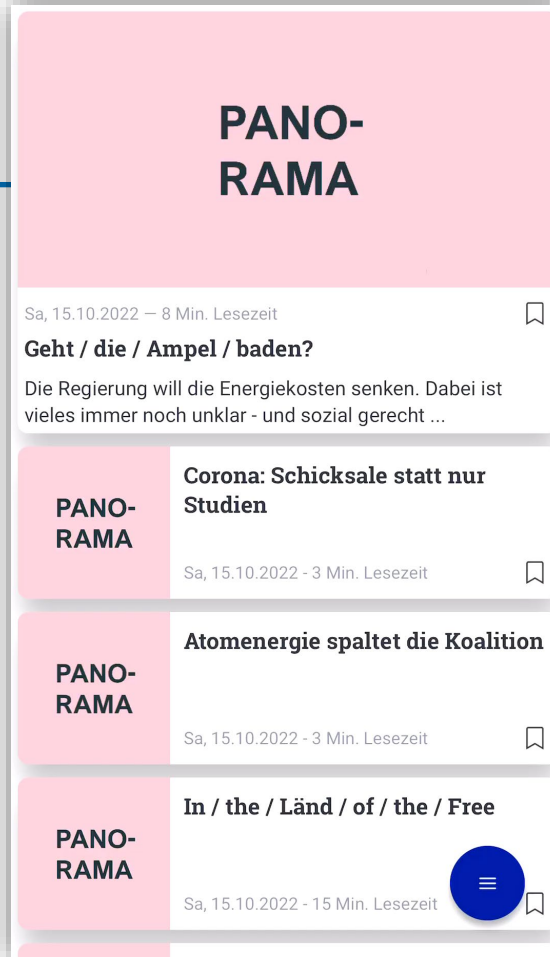 PANO-
RAMA
Sa, 15.10.2022 — 8 Min. Lesezeit
Geht / die / Ampel / baden?
Die Regierung will die Energiekosten senken. Dabei ist
vieles immer noch unklar - und sozial gerecht ...
PANO-
RAMA
Corona: Schicksale statt nur
Studien
Sa, 15.10.2022 - 3 Min. Lesezeit
PANO-
RAMA
Atomenergie spaltet die Koalition
Sa, 15.10.2022 - 3 Min. Lesezeit
PANO-
RAMA
In / the / Länd / of / the / Free
Sa, 15.10.2022 - 15 Min. Lesezeit